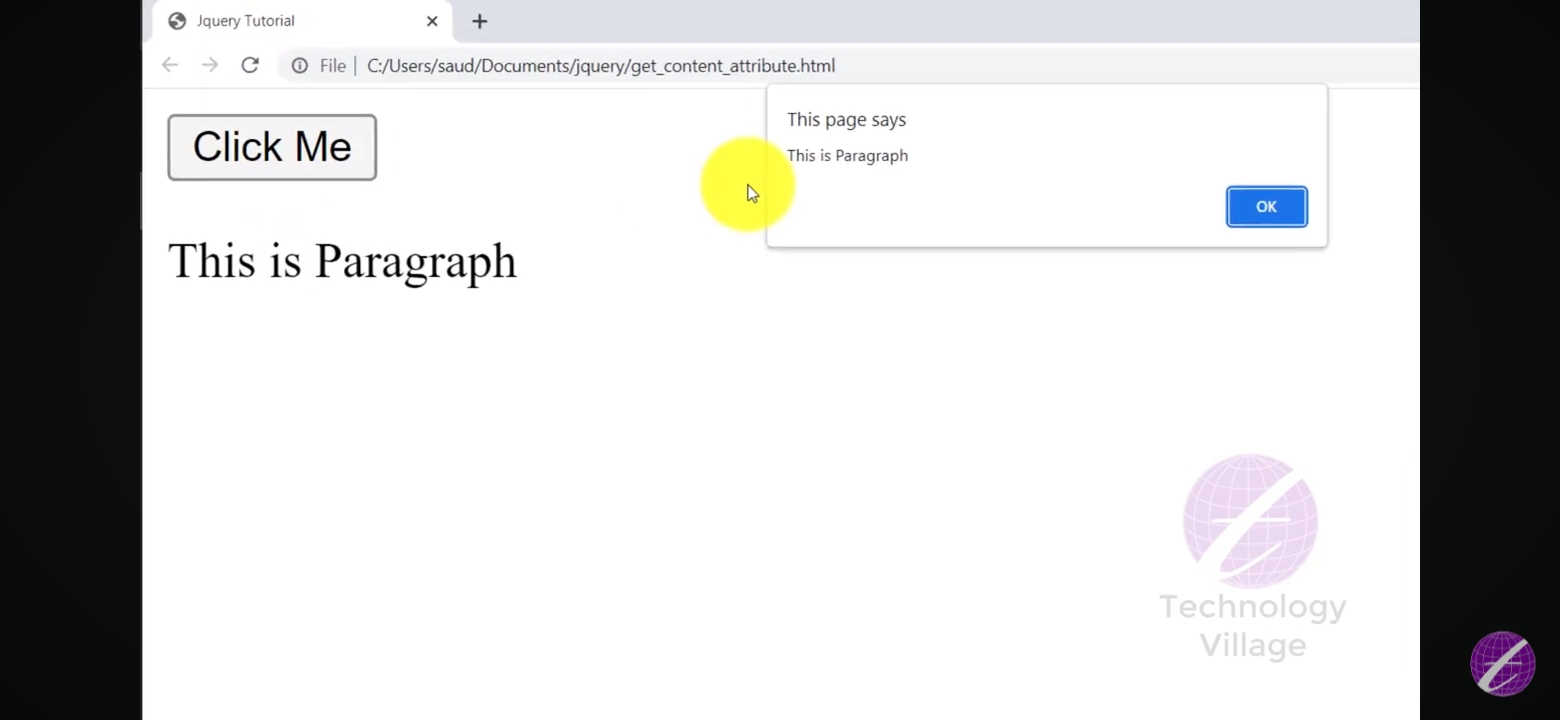 Jquery Tutorial
File | C:/Users/saud/Documents/jquery/get_content_attribute.html
This page says
This is Paragraph
OK
Click Me
This is Paragraph
Technology
Village